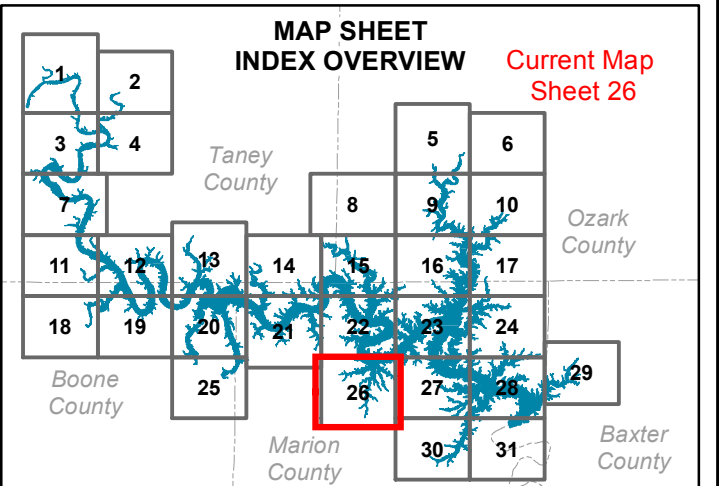 MAP SHEET
INDEX OVERVIEW
Current Map
Sheet 26
1
2
3
4
5
6
Taney
County
7
8
9
10
Ozark
County
11
12
13
14
15
16
17
18
19
20
21
22
23
24
25
26
27
28
29
Boone
County
Marion
County
30
31
Baxter
County